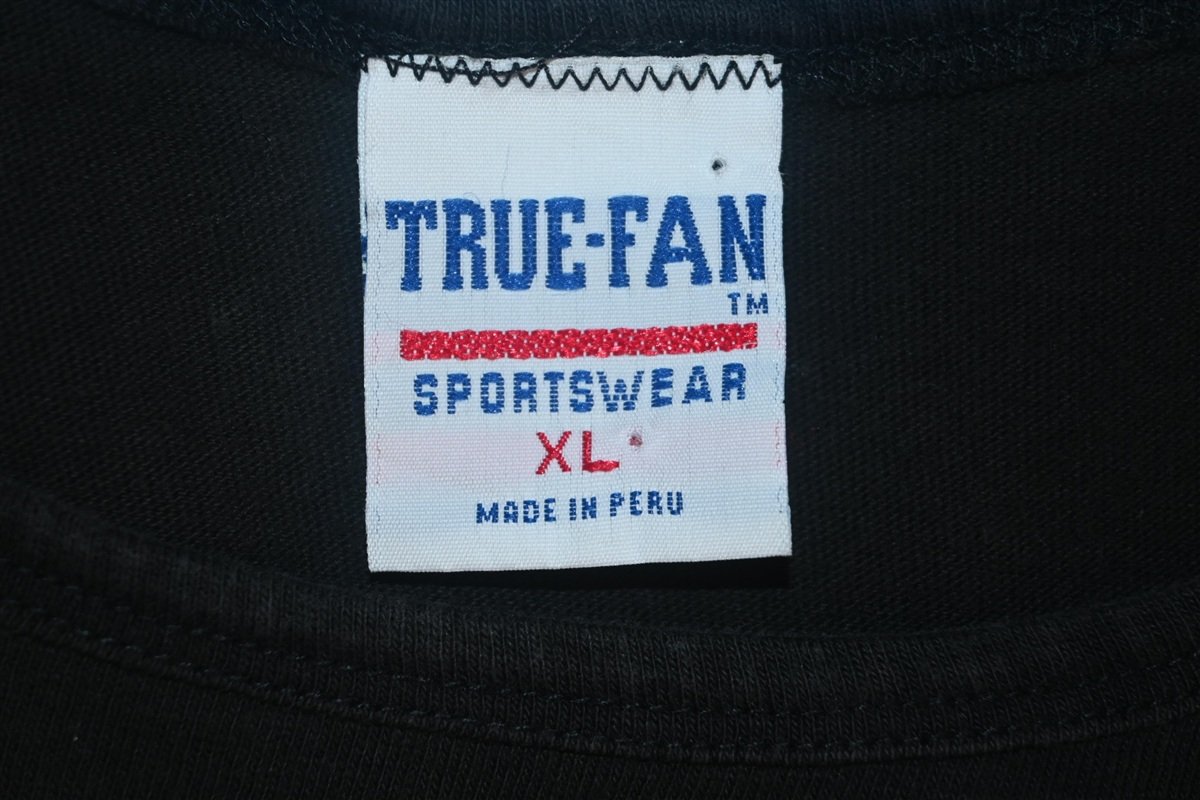 TRUE-FAN
TM
SPORTSWEAR
XL
MADE IN PERU